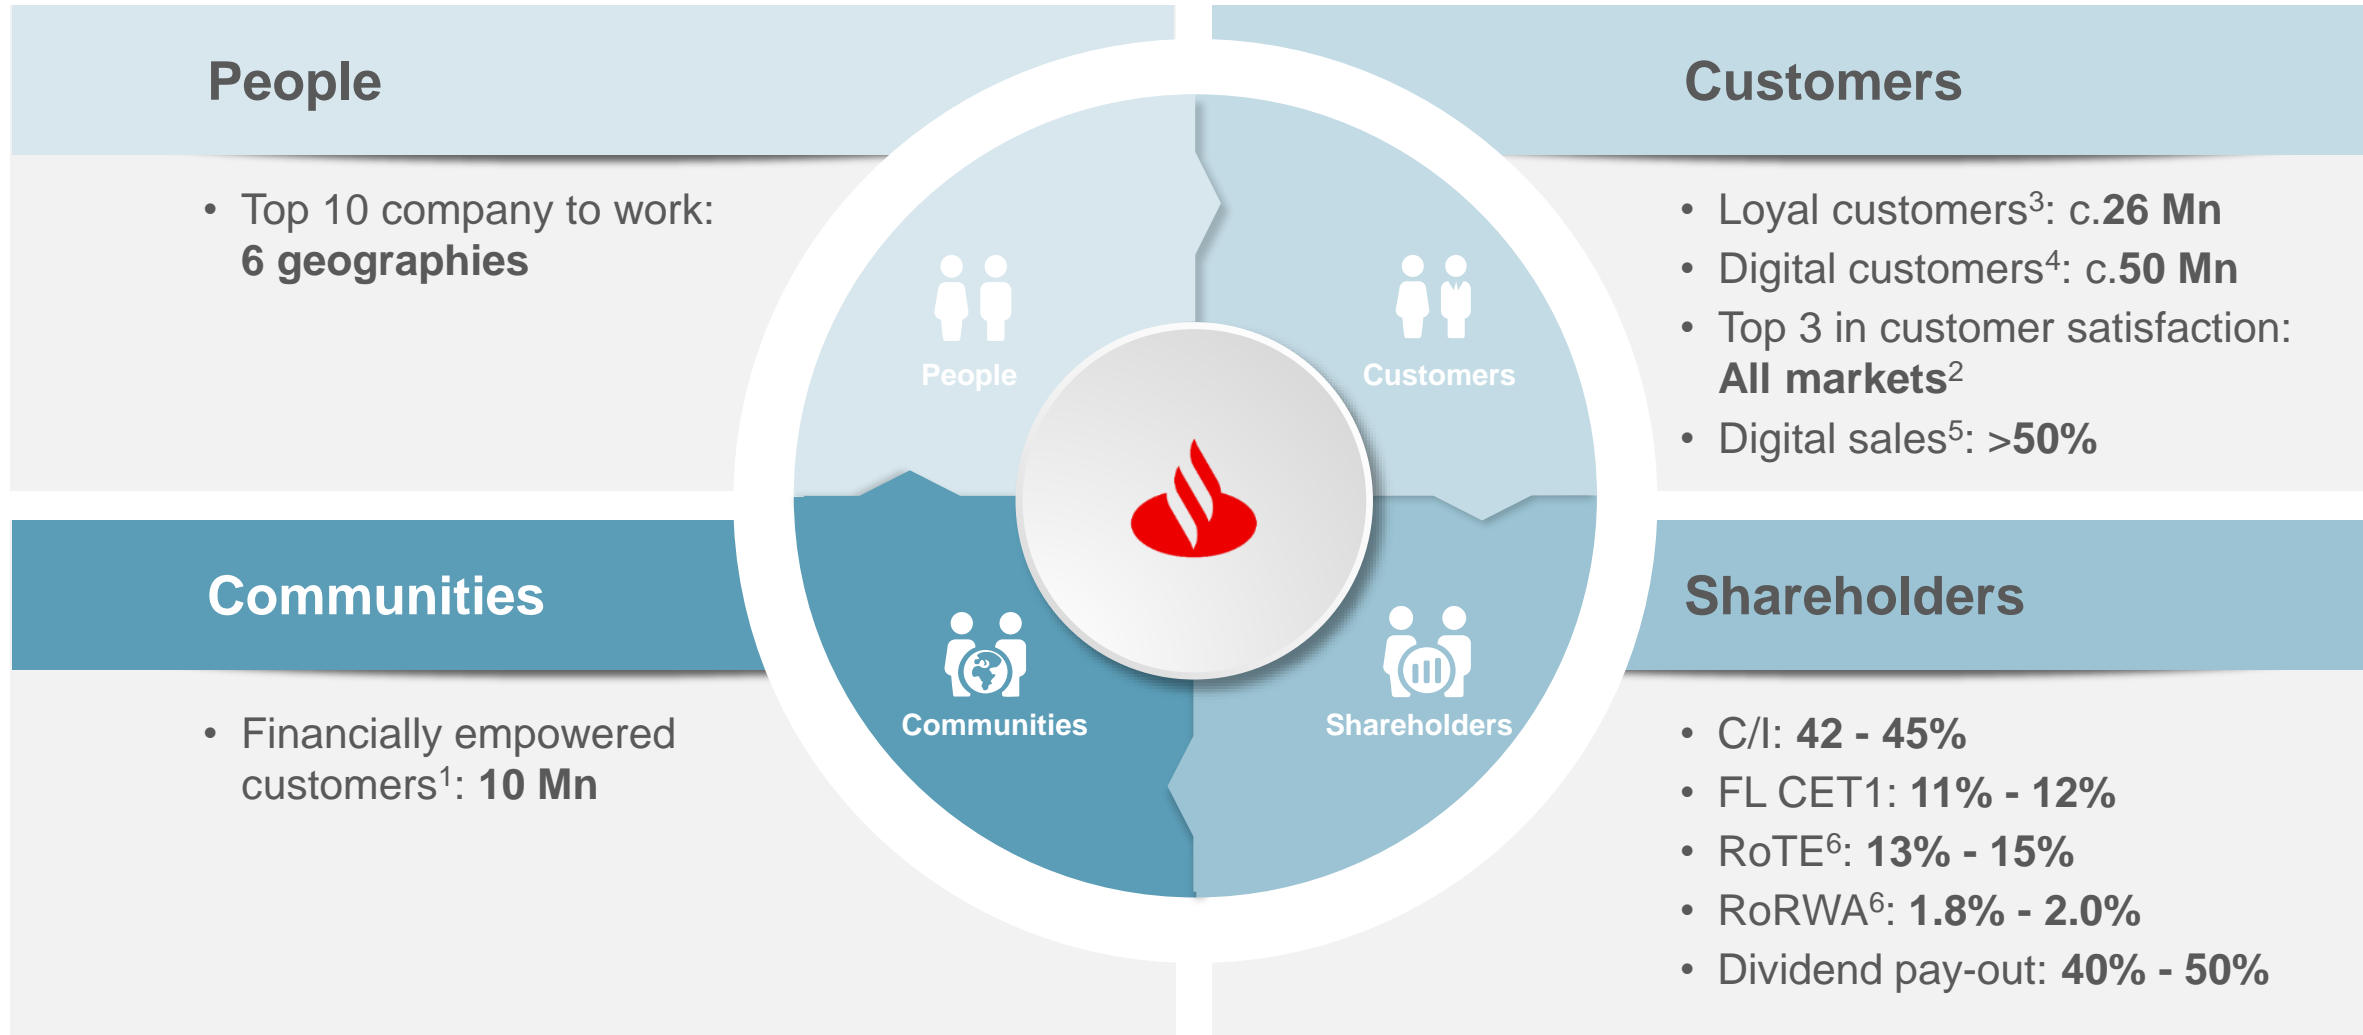 People
• Top 10 company to work:
6 geographies
Customers
• Loyal customers³: c.26 Mn
• Digital customers⁴: c.50 Mn
• Top 3 in customer satisfaction:
All markets²
• Digital sales⁵: >50%
People
Customers
Communities
Shareholders
Communities
• Financially empowered
customers¹: 10 Mn
Shareholders
• C/I: 42 - 45%
• FL CET1: 11% - 12%
• RoTE⁶: 13% - 15%
• RoRWA⁶: 1.8% - 2.0%
• Dividend pay-out: 40% - 50%